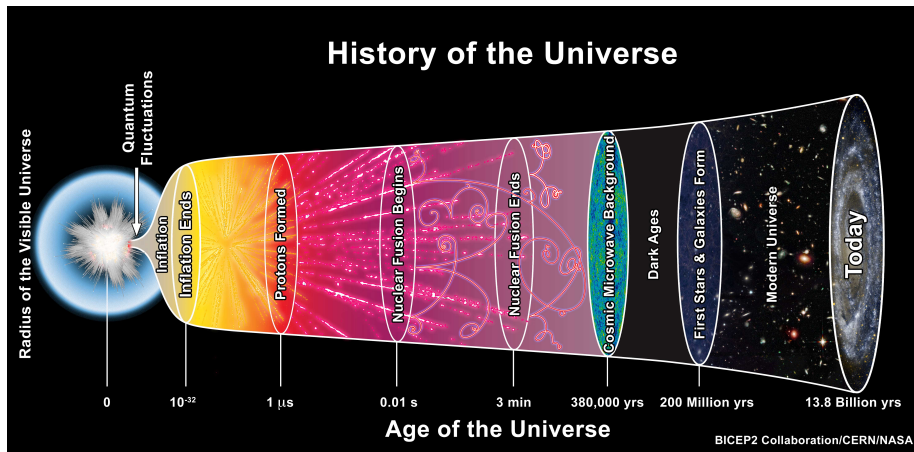 History of the Universe
Radius of the Visible Universe
Quantum
Fluctuations
Inflation
Inflation Ends
Protons Formed
Nuclear Fusion Begins
Nuclear Fusion Ends
Cosmic Microwave Background
Dark Ages
First Stars & Galaxies Form
Modern Universe
Today
0
10⁻³²
1 µs
0.01 s
3 min
380,000 yrs
200 Million yrs
13.8 Billion yrs
Age of the Universe
BICEP2 Collaboration/CERN/NASA